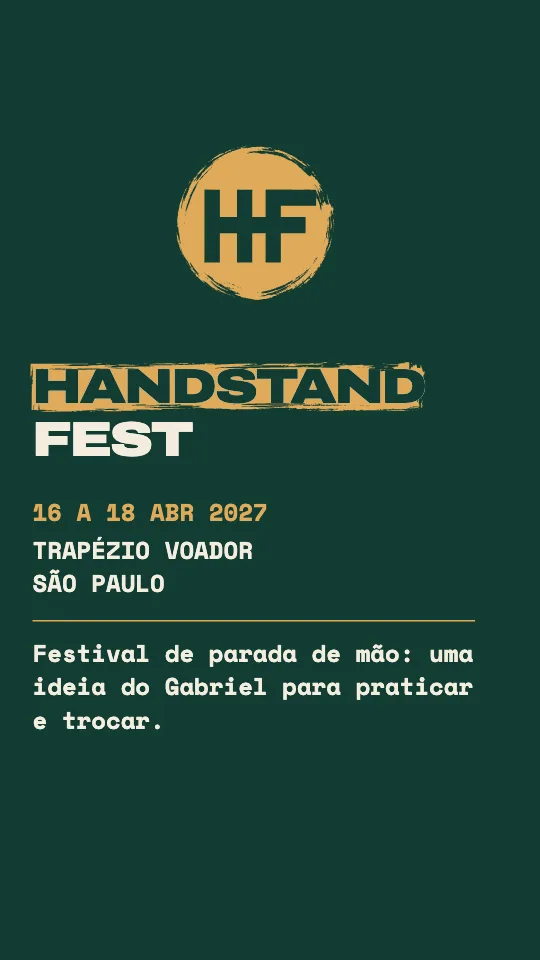 HF
HANDSTAND
FEST
16 A 18 ABR 2027
TRAPÉZIO VOADOR
SÃO PAULO
Festival de parada de mão: uma
ideia do Gabriel para praticar
e trocar.